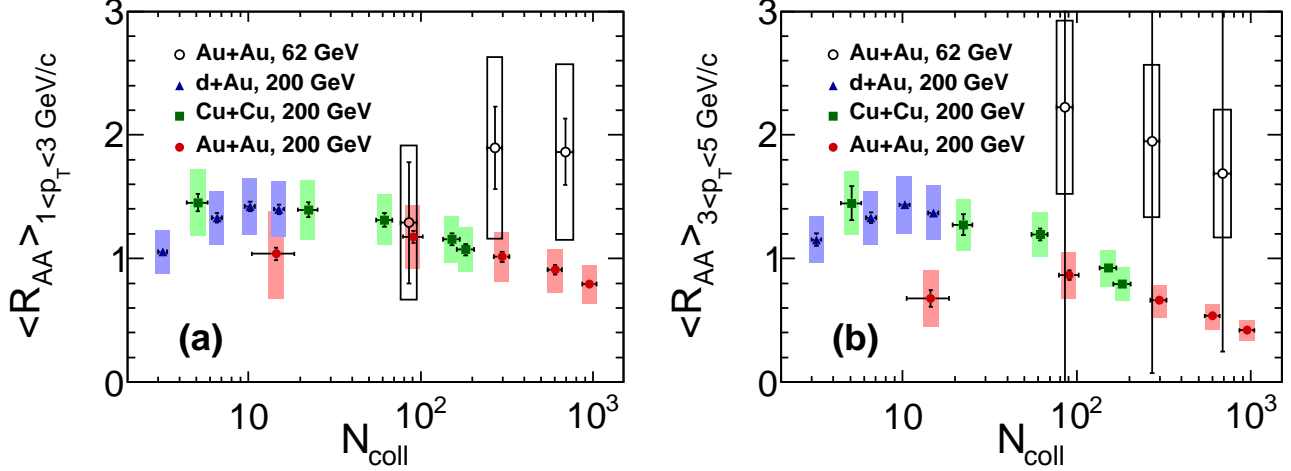 <R_AA>_1<p_T<3 GeV/c
3
2
1
0
Au+Au, 62 GeV
d+Au, 200 GeV
Cu+Cu, 200 GeV
Au+Au, 200 GeV
(a)
10 10^2 10^3
N_coll
<R_AA>_3<p_T<5 GeV/c
3
2
1
0
Au+Au, 62 GeV
d+Au, 200 GeV
Cu+Cu, 200 GeV
Au+Au, 200 GeV
(b)
10 10^2 10^3
N_coll